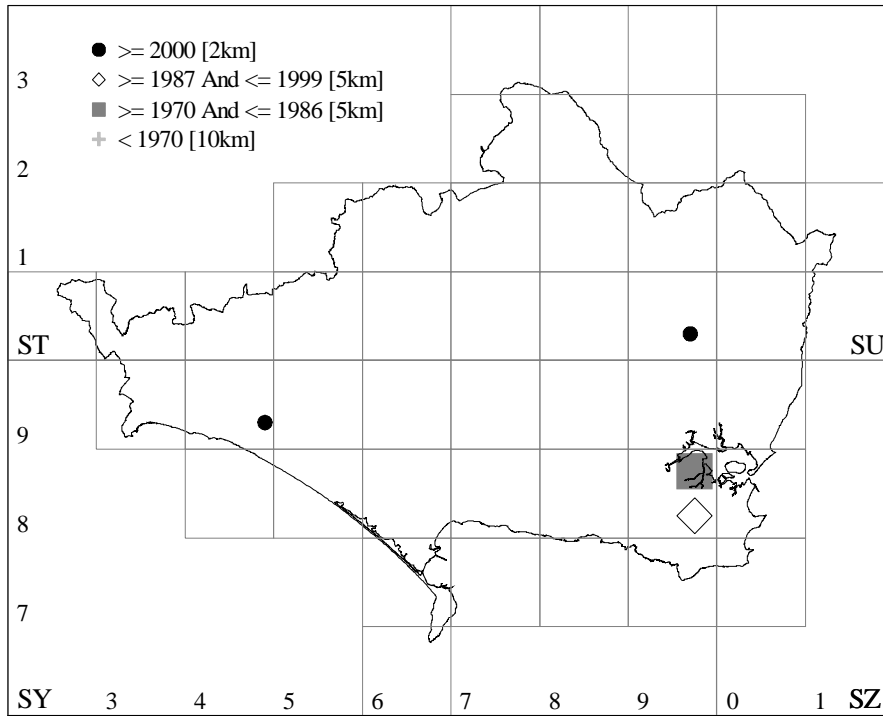 >= 2000 [2km]
>= 1987 And <= 1999 [5km]
>= 1970 And <= 1986 [5km]
< 1970 [10km]
3
2
1
ST SU
9
8
7
SY 3 4 5 6 7 8 9 0 1 SZ